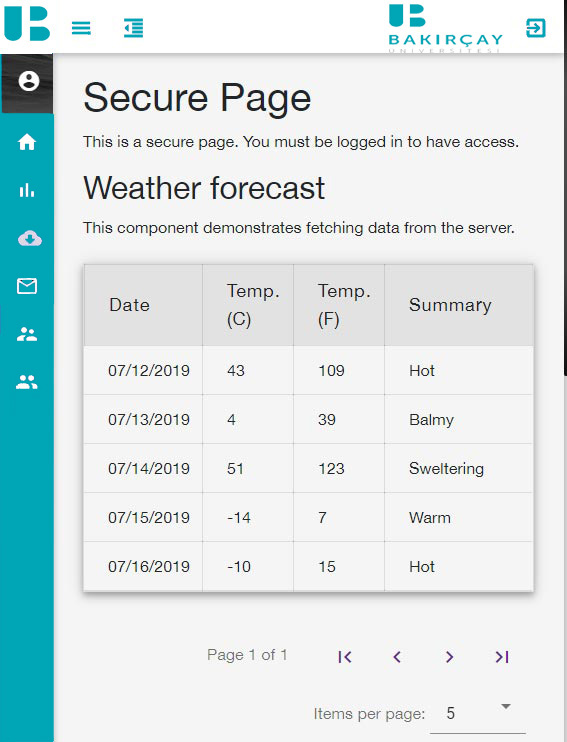 UB
UB
BAKIRÇAY
ÜNİVERSİTESİ
Secure Page
This is a secure page. You must be logged in to have access.
Weather forecast
This component demonstrates fetching data from the server.
Date Temp. (C) Temp. (F) Summary
07/12/2019 43 109 Hot
07/13/2019 4 39 Balmy
07/14/2019 51 123 Sweltering
07/15/2019 -14 7 Warm
07/16/2019 -10 15 Hot
Page 1 of 1
Items per page: 5